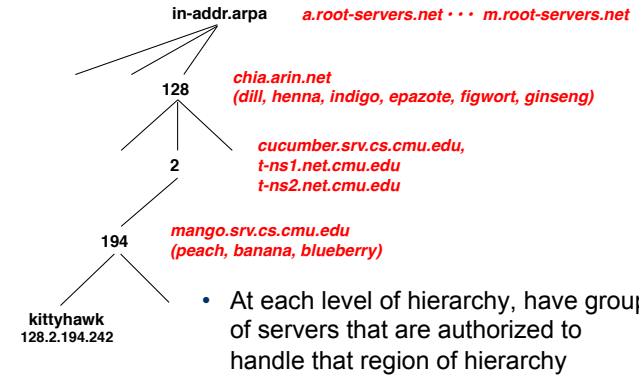 in-addr.arpa a.root-servers.net · · · m.root-servers.net
128
chia.arin.net
(dill, henna, indigo, epazote, figwort, ginseng)
2
cucumber.srv.cs.cmu.edu,
t-ns1.net.cmu.edu
t-ns2.net.cmu.edu
194
mango.srv.cs.cmu.edu
(peach, banana, blueberry)
kittyhawk
128.2.194.242
• At each level of hierarchy, have group
of servers that are authorized to
handle that region of hierarchy